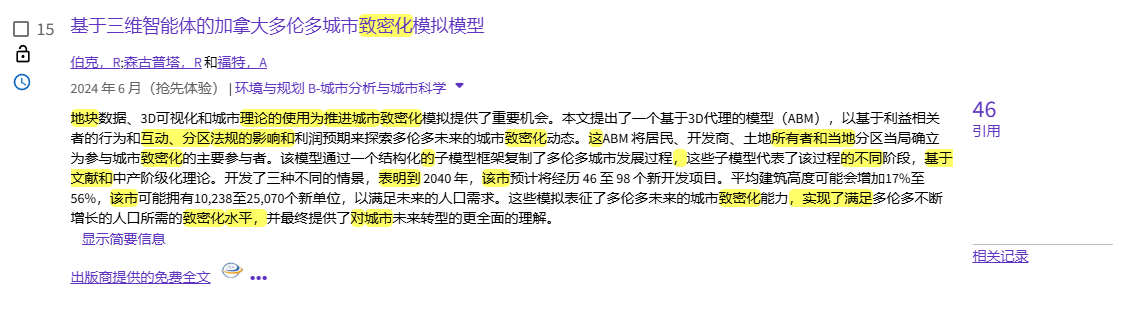 15
基于三维智能体的加拿大多伦多城市致密化模拟模型
伯克，R;森古普塔，R 和福特，A
2024 年 6 月（抢先体验） | 环境与规划 B-城市分析与城市科学
地块数据、3D可视化和城市理论的使用为推进城市致密化模拟提供了重要机会。本文提出了一个基于3D代理的模型（ABM），以基于利益相关
者的行为和互动、分区法规的影响和利润预期来探索多伦多未来的城市致密化动态。这ABM 将居民、开发商、土地所有者和当地分区当局确立
为参与城市致密化的主要参与者。该模型通过一个结构化的子模型框架复制了多伦多城市发展过程，这些子模型代表了该过程的不同阶段，基于
文献和中产阶级化理论。开发了三种不同的情景，表明到 2040 年，该市预计将经历 46 至 98 个新开发项目。平均建筑高度可能会增加17%至
56%，该市可能拥有10,238至25,070个新单位，以满足未来的人口需求。这些模拟表征了多伦多未来的城市致密化能力，实现了满足多伦多不断
增长的人口所需的致密化水平，并最终提供了对城市未来转型的更全面的理解。
显示简要信息
出版商提供的免费全文
46
引用
相关记录